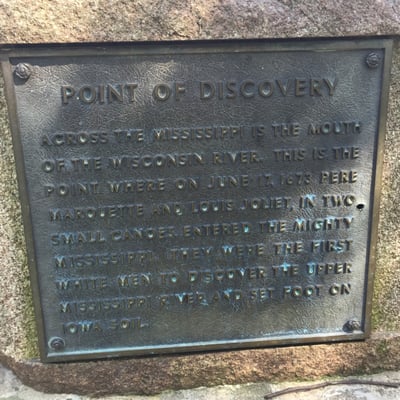 POINT OF DISCOVERY
ACROSS THE MISSISSIPPI IS THE MOUTH
OF THE WISCONSIN RIVER. THIS IS THE
POINT, WHERE ON JUNE 17, 1673 PERE
MARQUETTE AND LOUIS JOLIET, IN TWO
SMALL CANOES ENTERED THE MIGHTY
MISSISSIPPI. THEY WERE THE FIRST
WHITE MEN TO DISCOVER THE UPPER
MISSISSIPPI RIVER AND SET FOOT ON
IOWA SOIL.